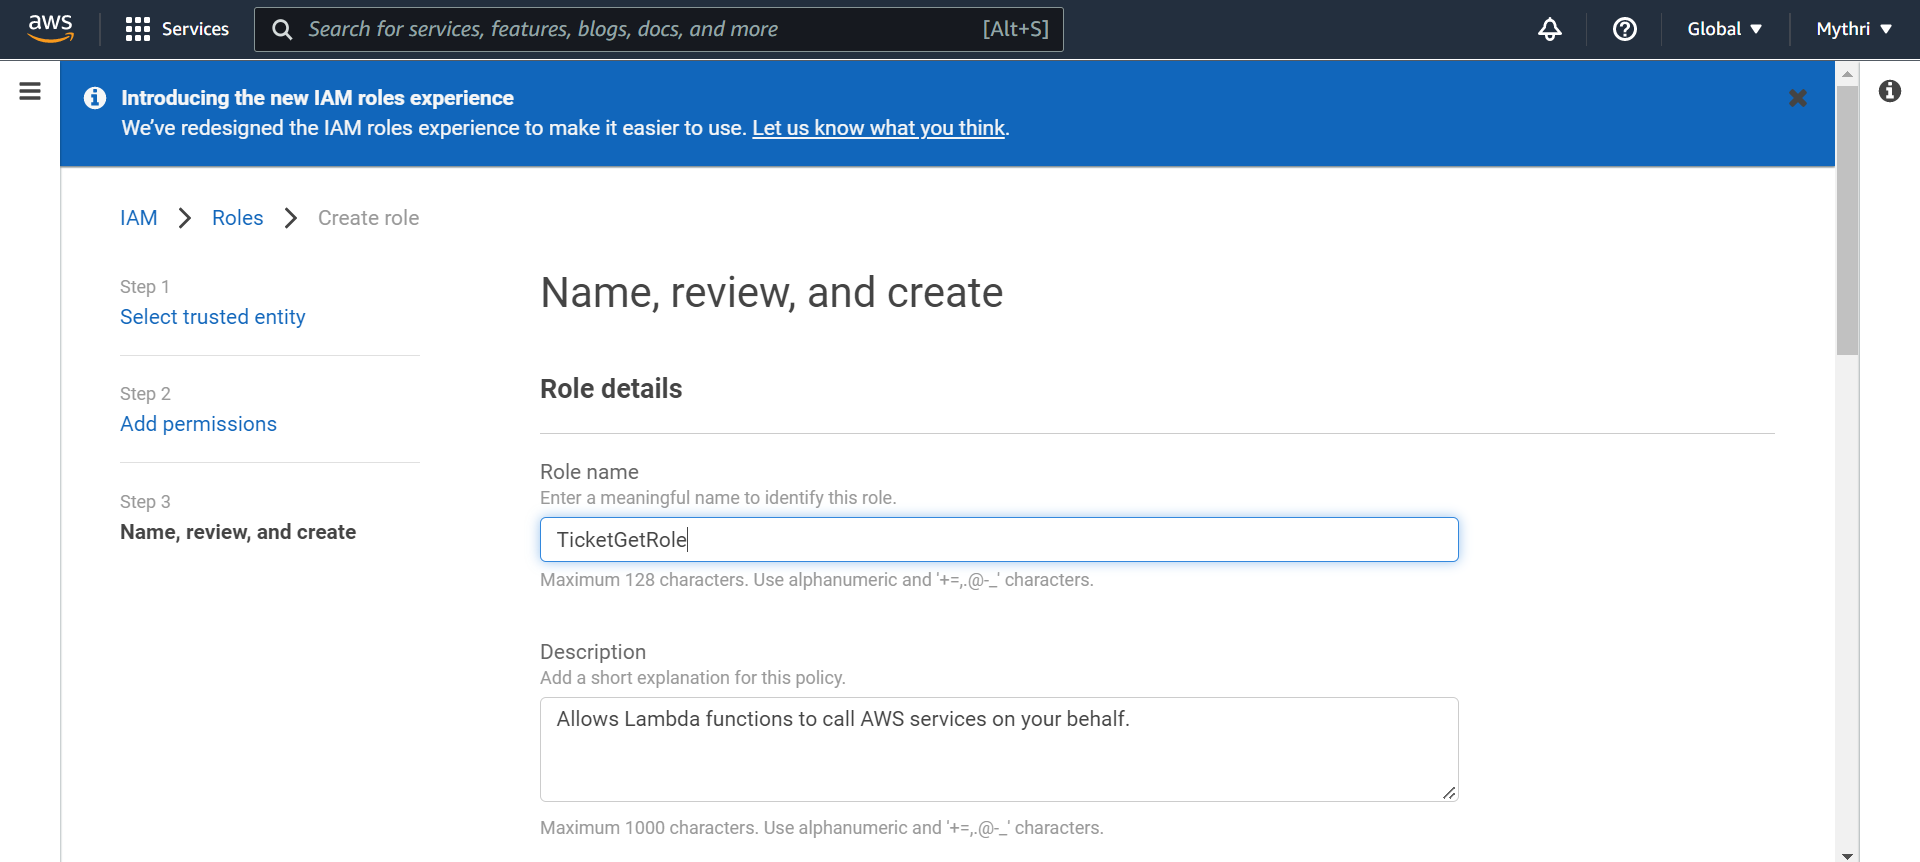 aws
Services
Search for services, features, blogs, docs, and more
[Alt+S]
Global
Mythri
Introducing the new IAM roles experience
We’ve redesigned the IAM roles experience to make it easier to use. Let us know what you think.
IAM
Roles
Create role
Step 1
Select trusted entity
Step 2
Add permissions
Step 3
Name, review, and create
Name, review, and create
Role details
Role name
Enter a meaningful name to identify this role.
TicketGetRole
Maximum 128 characters. Use alphanumeric and '+=,.@-_' characters.
Description
Add a short explanation for this policy.
Allows Lambda functions to call AWS services on your behalf.
Maximum 1000 characters. Use alphanumeric and '+=,.@-_' characters.